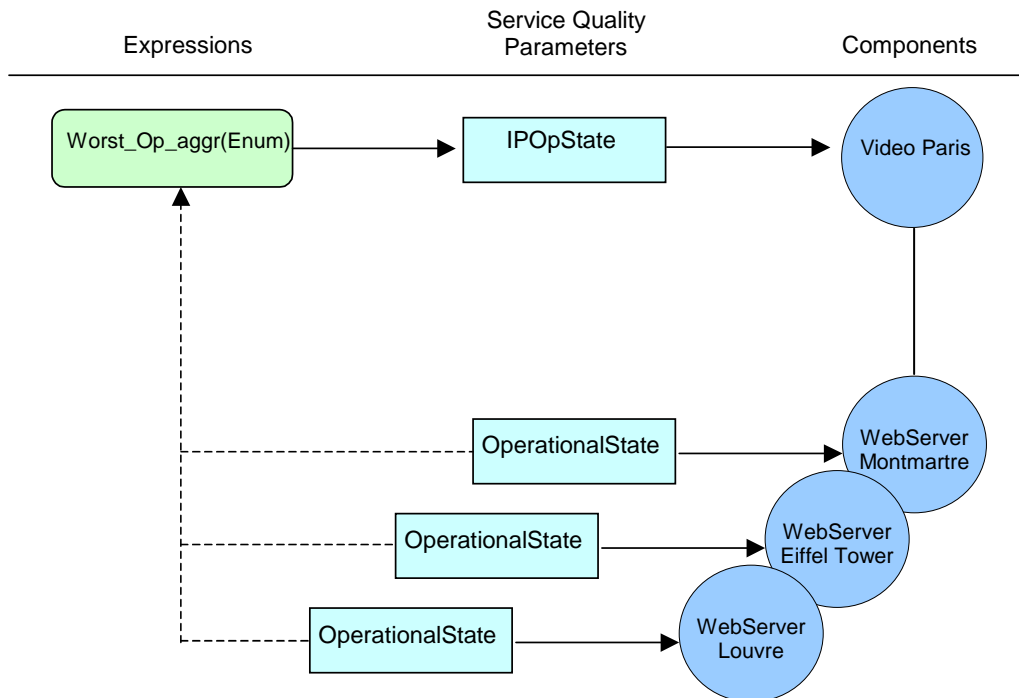 Expressions
Service Quality
Parameters
Components
Worst_Op_aggr(Enum)
IPOpState
Video Paris
OperationalState
WebServer
Montmartre
OperationalState
WebServer
Eiffel Tower
OperationalState
WebServer
Louvre